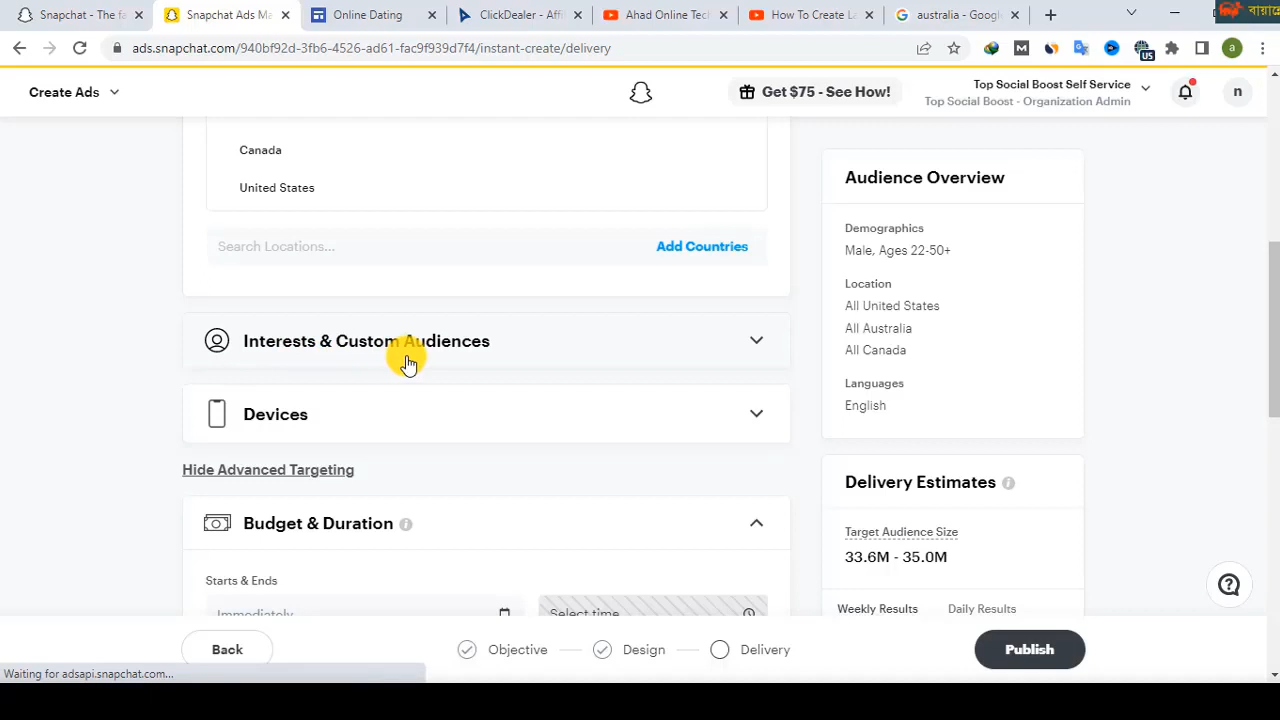 Snapchat - The fa
Snapchat Ads Ma
Online Dating
ClickDealer - Affi
Ahad Online Tec
How To Create La
australia - Googl
ads.snapchat.com/940bf92d-3fb6-4526-ad61-fac9f939d7f4/instant-create/delivery
M
US
a
Create Ads
Get $75 - See How!
Top Social Boost Self Service
Top Social Boost - Organization Admin
n
Canada
United States
Search Locations...
Add Countries
Interests & Custom Audiences
Devices
Hide Advanced Targeting
Budget & Duration
Starts & Ends
Immediately
Select time
Audience Overview
Demographics
Male, Ages 22-50+
Location
All United States
All Australia
All Canada
Languages
English
Delivery Estimates
Target Audience Size
33.6M - 35.0M
Weekly Results
Daily Results
Back
Objective
Design
Delivery
Publish
Waiting for adsapi.snapchat.com...